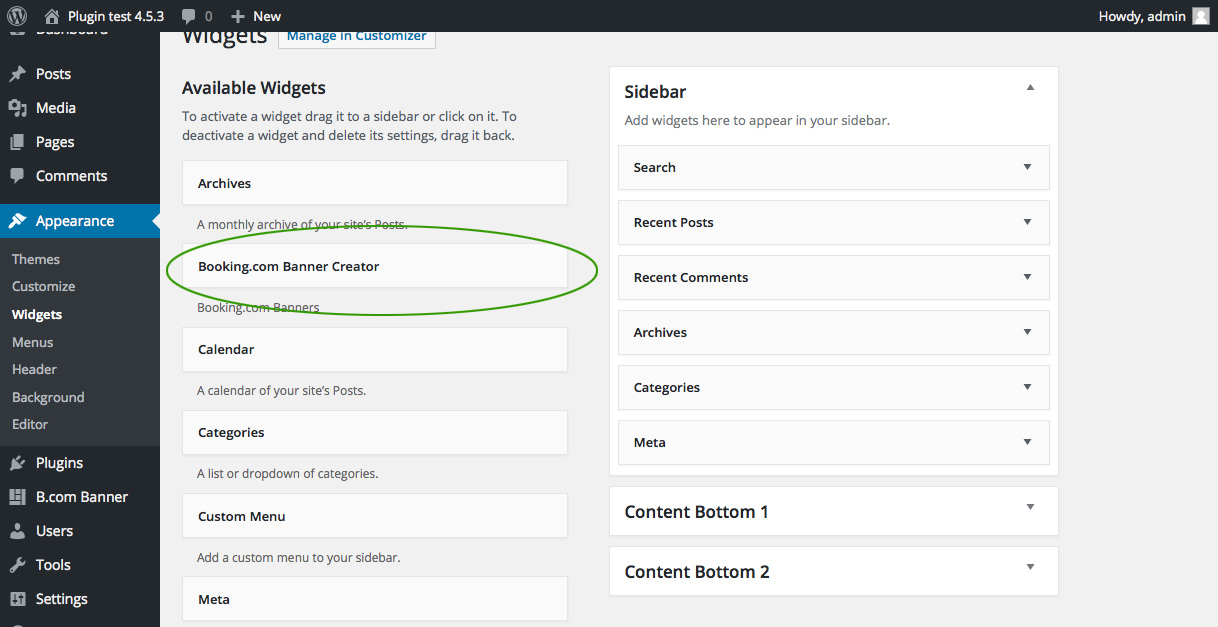 Plugin test 4.5.3 0 New Howdy, admin
Dashboard
Posts
Media
Pages
Comments
Appearance
Themes
Customize
Widgets
Menus
Header
Background
Editor
Plugins
B.com Banner
Users
Tools
Settings
Widgets Manage in Customizer
Available Widgets
To activate a widget drag it to a sidebar or click on it. To
deactivate a widget and delete its settings, drag it back.
Archives
A monthly archive of your site's Posts.
Booking.com Banner Creator
Booking.com Banners
Calendar
A calendar of your site's Posts.
Categories
A list or dropdown of categories.
Custom Menu
Add a custom menu to your sidebar.
Meta
Sidebar
Add widgets here to appear in your sidebar.
Search
Recent Posts
Recent Comments
Archives
Categories
Meta
Content Bottom 1
Content Bottom 2